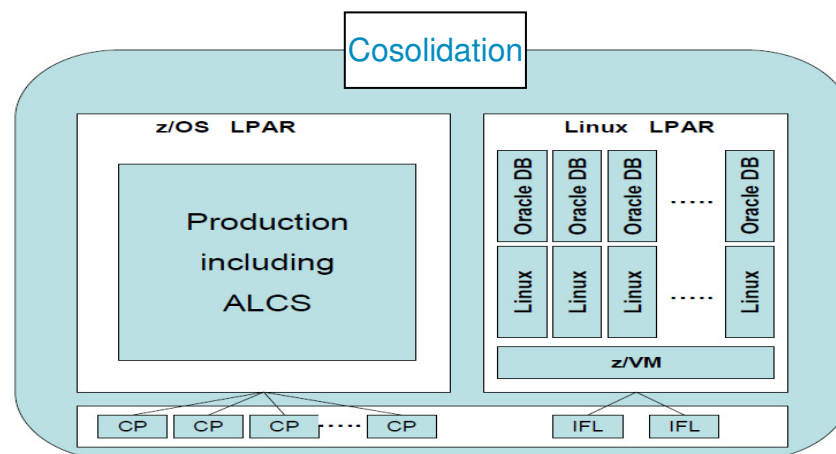 Cosolidation
z/OS LPAR
Production
including
ALCS
CP CP CP ..... CP
Linux LPAR
Oracle DB Oracle DB Oracle DB ..... Oracle DB
Linux Linux Linux ..... Linux
z/VM
IFL IFL